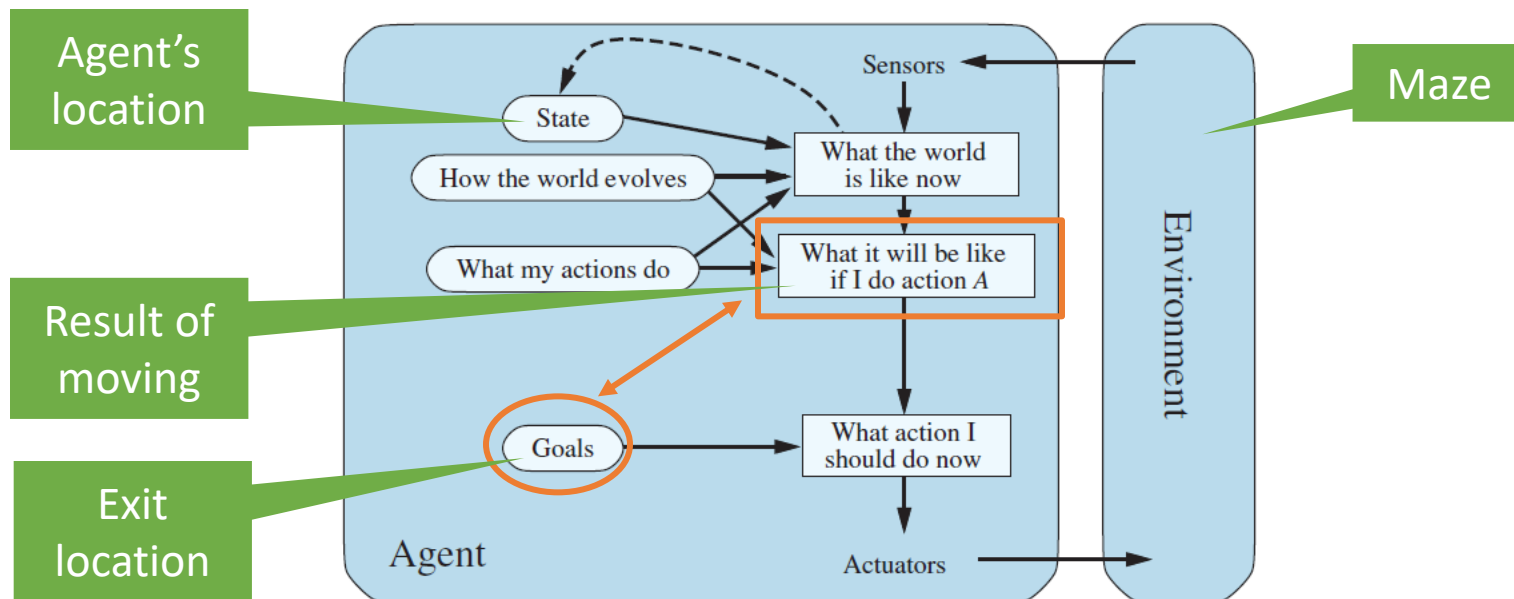 Agent’s
location
Sensors
Maze
State
What the world
is like now
How the world evolves
What it will be like
if I do action A
What my actions do
Environment
Result of
moving
What action I
should do now
Goals
Exit
location
Agent
Actuators